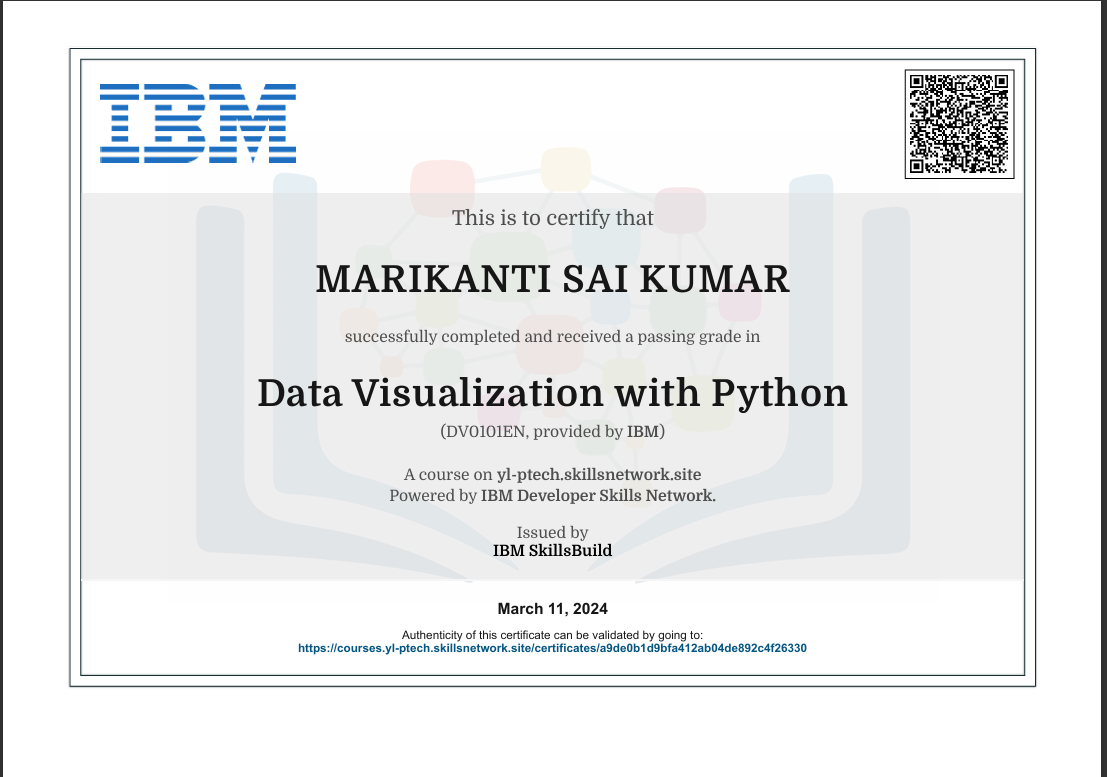 IBM
This is to certify that
MARIKANTI SAI KUMAR
successfully completed and received a passing grade in
Data Visualization with Python
(DV0101EN, provided by IBM)
A course on yl-ptech.skillsnetwork.site
Powered by IBM Developer Skills Network.
Issued by
IBM SkillsBuild
March 11, 2024
Authenticity of this certificate can be validated by going to:
https://courses.yl-ptech.skillsnetwork.site/certificates/a9de0b1d9bfa412ab04de892c4f26330